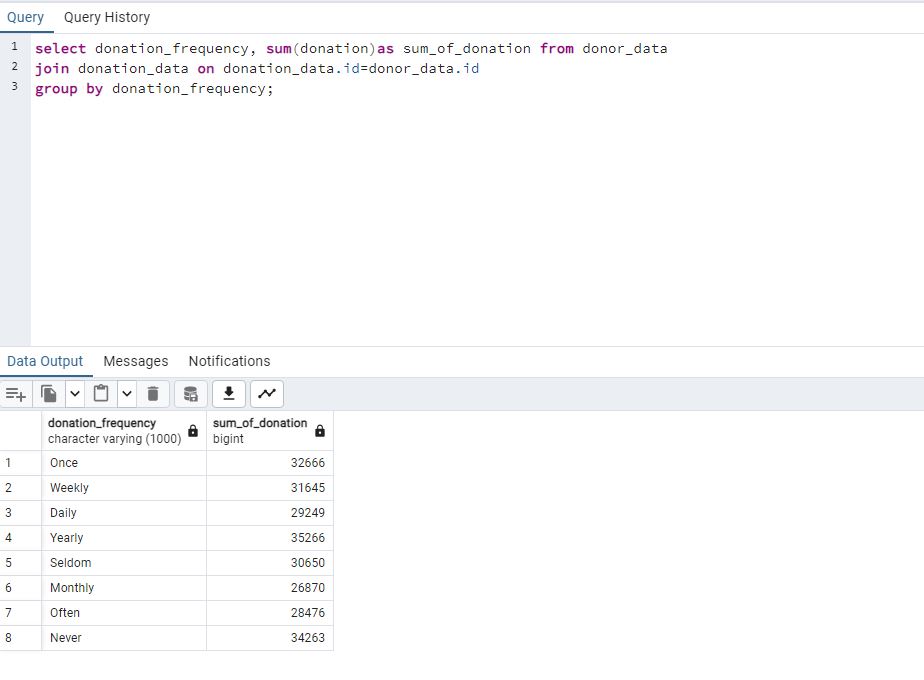 Query Query History
1 select donation_frequency, sum(donation)as sum_of_donation from donor_data
2 join donation_data on donation_data.id=donor_data.id
3 group by donation_frequency;
Data Output Messages Notifications
donation_frequency sum_of_donation
character varying (1000) bigint
1 Once 32666
2 Weekly 31645
3 Daily 29249
4 Yearly 35266
5 Seldom 30650
6 Monthly 26870
7 Often 28476
8 Never 34263